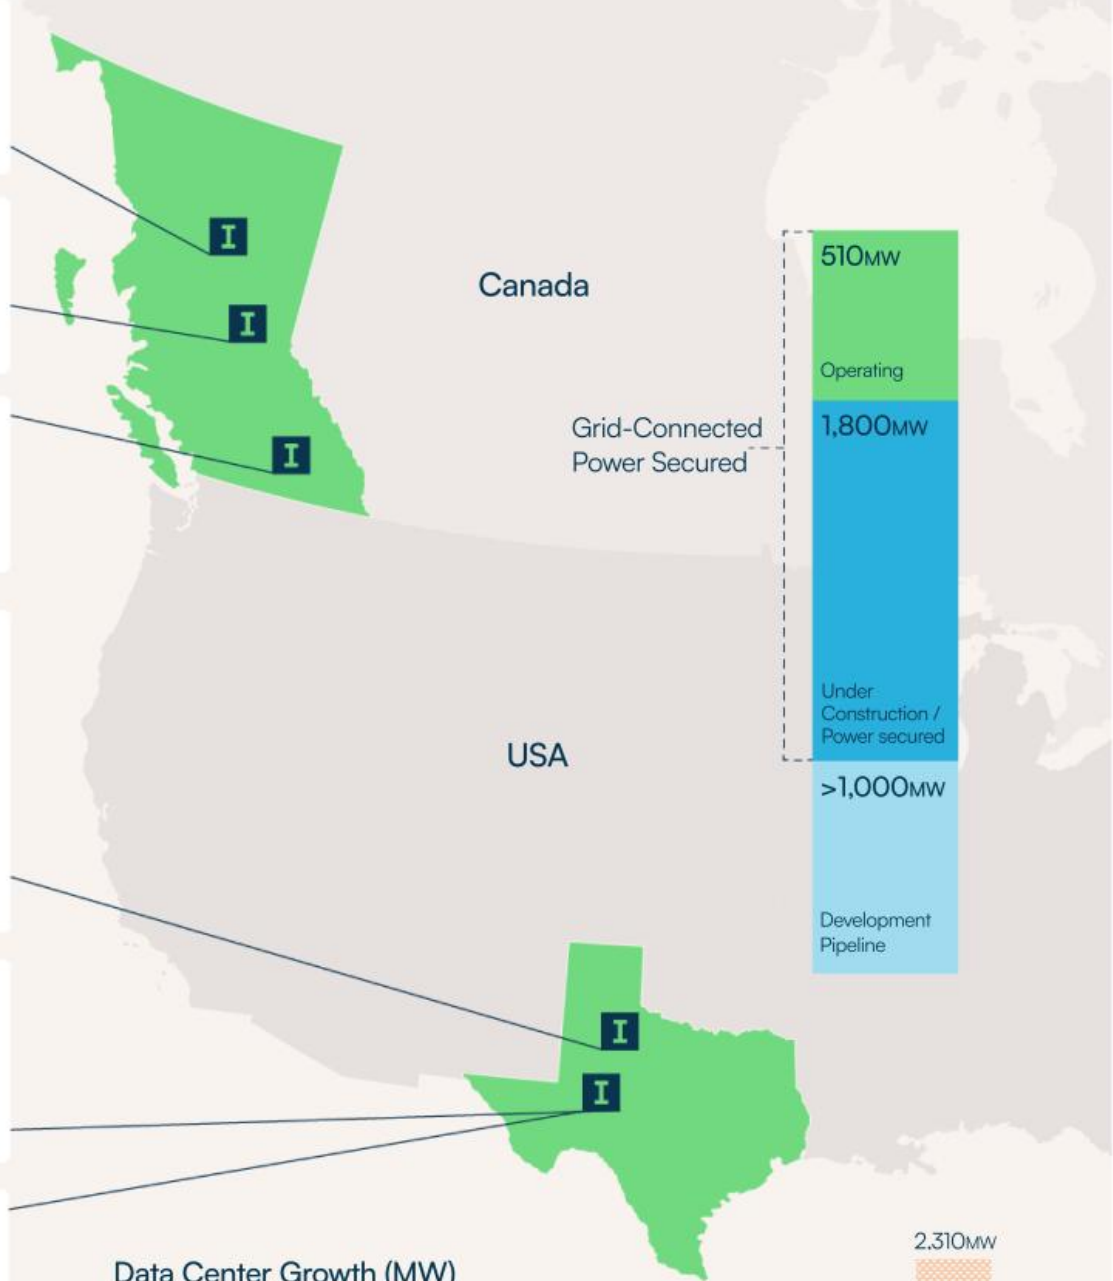 I
I
I
Canada
510MW
Operating
Grid-Connected
Power Secured
1,800MW
Under
Construction /
Power secured
USA
>1,000MW
Development
Pipeline
I
I
2,310MW
Data Center Growth (MW)